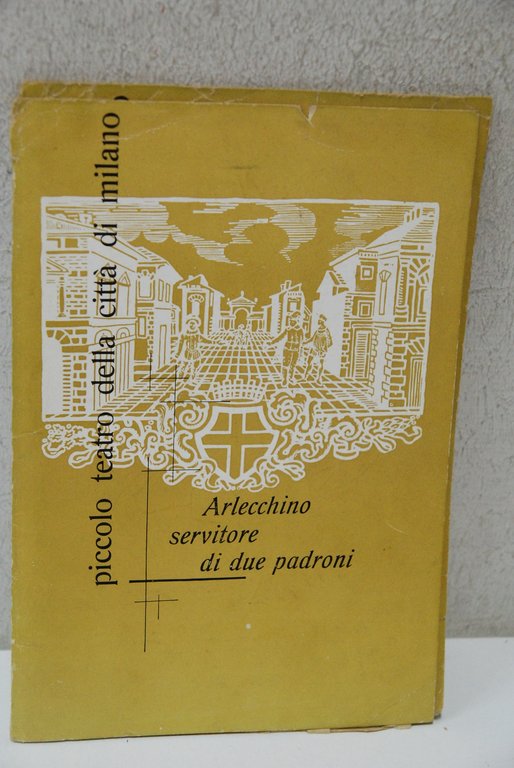 piccolo teatro della città di milano
Arlecchino
servitore
di due padroni